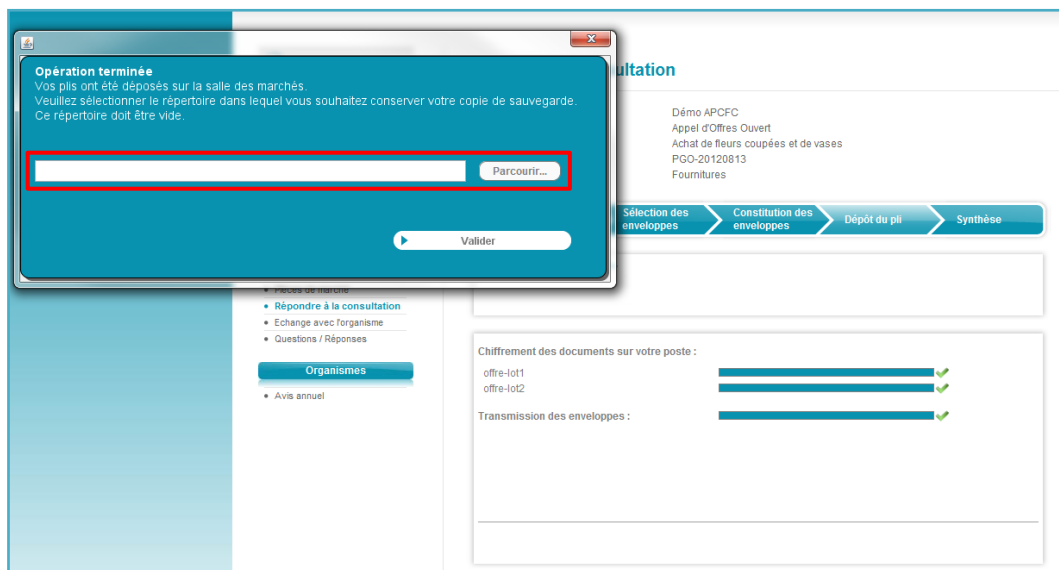 x
Opération terminée
Vos plis ont été déposés sur la salle des marchés.
Veuillez sélectionner le répertoire dans lequel vous souhaitez conserver votre copie de sauvegarde.
Ce répertoire doit être vide.
Parcourir...
Valider
ultation
Démo APCFC
Appel d'Offres Ouvert
Achat de fleurs coupées et de vases
PGO-20120813
Fournitures
Sélection des
enveloppes
Constitution des
enveloppes
Dépôt du pli
Synthèse
Pièces de marché
Répondre à la consultation
Echange avec l'organisme
Questions / Réponses
Organismes
Avis annuel
Chiffrement des documents sur votre poste :
offre-lot1
offre-lot2
Transmission des enveloppes :